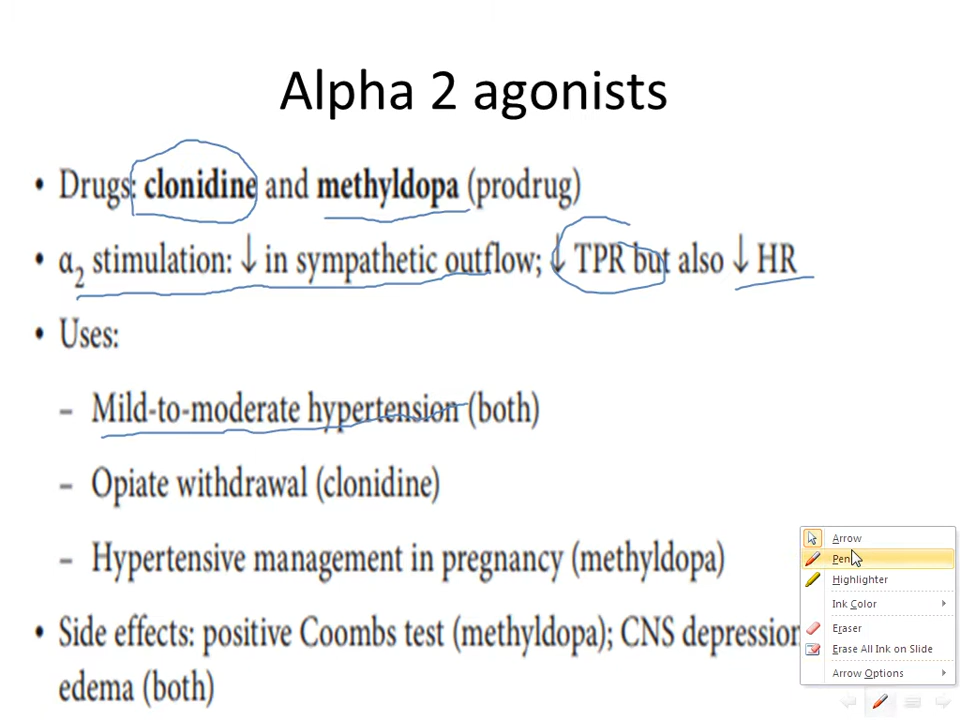 Alpha 2 agonists
• Drugs: clonidine and methyldopa (prodrug)
• α2 stimulation: ↓ in sympathetic outflow; ↓ TPR but also ↓ HR
• Uses:
– Mild-to-moderate hypertension (both)
– Opiate withdrawal (clonidine)
– Hypertensive management in pregnancy (methyldopa)
• Side effects: positive Coombs test (methyldopa); CNS depression
edema (both)
Arrow
Pen
Highlighter
Ink Color
Eraser
Erase All Ink on Slide
Arrow Options